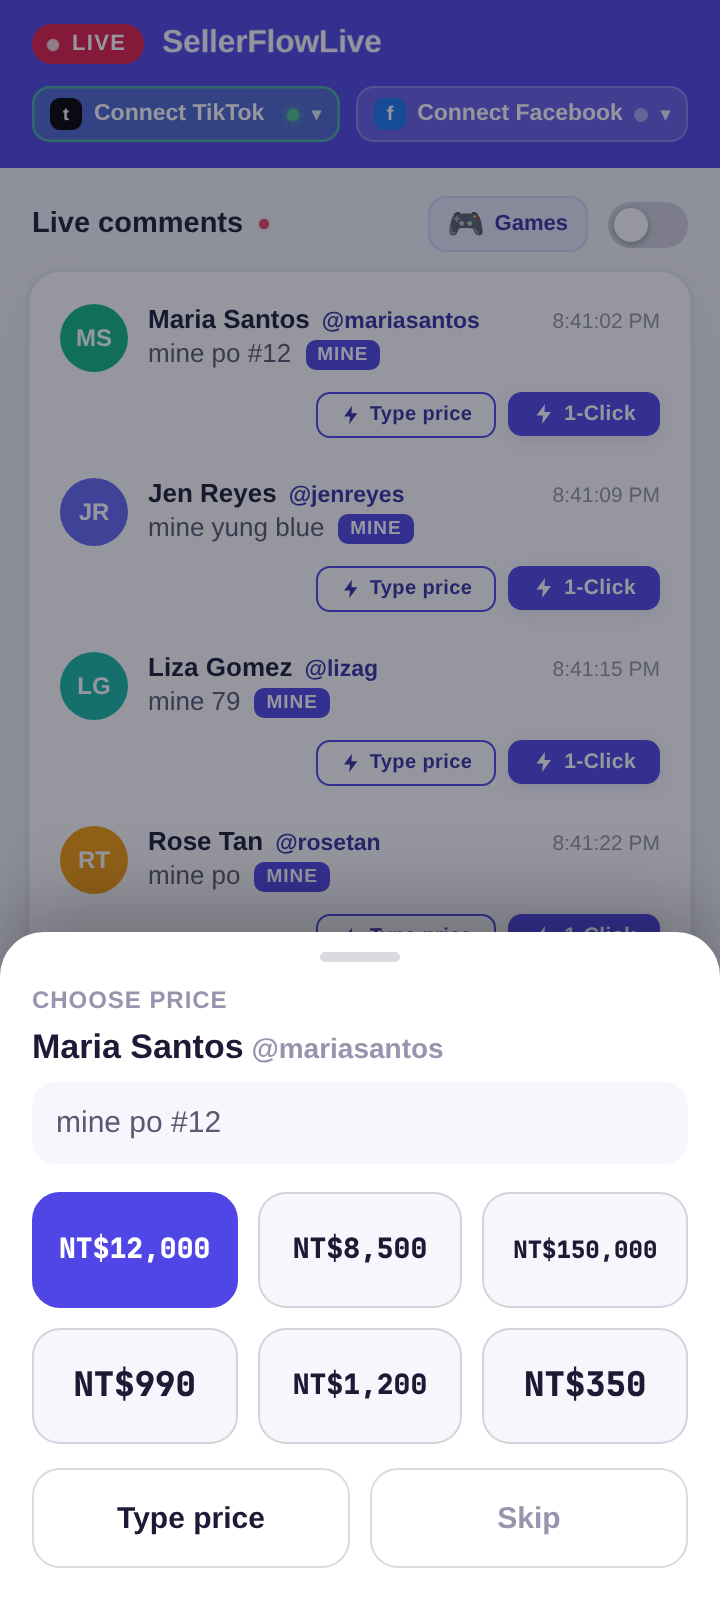 LIVE SellerFlowLive
t Connect TikTok ▾ f Connect Facebook ▾
Live comments Games
MS Maria Santos @mariasantos 8:41:02 PM
mine po #12 MINE
Type price 1-Click
JR Jen Reyes @jenreyes 8:41:09 PM
mine yung blue MINE
Type price 1-Click
LG Liza Gomez @lizag 8:41:15 PM
mine 79 MINE
Type price 1-Click
RT Rose Tan @rosetan 8:41:22 PM
mine po MINE
Type price 1-Click
CHOOSE PRICE
Maria Santos @mariasantos
mine po #12
NT$12,000 NT$8,500 NT$150,000
NT$990 NT$1,200 NT$350
Type price Skip